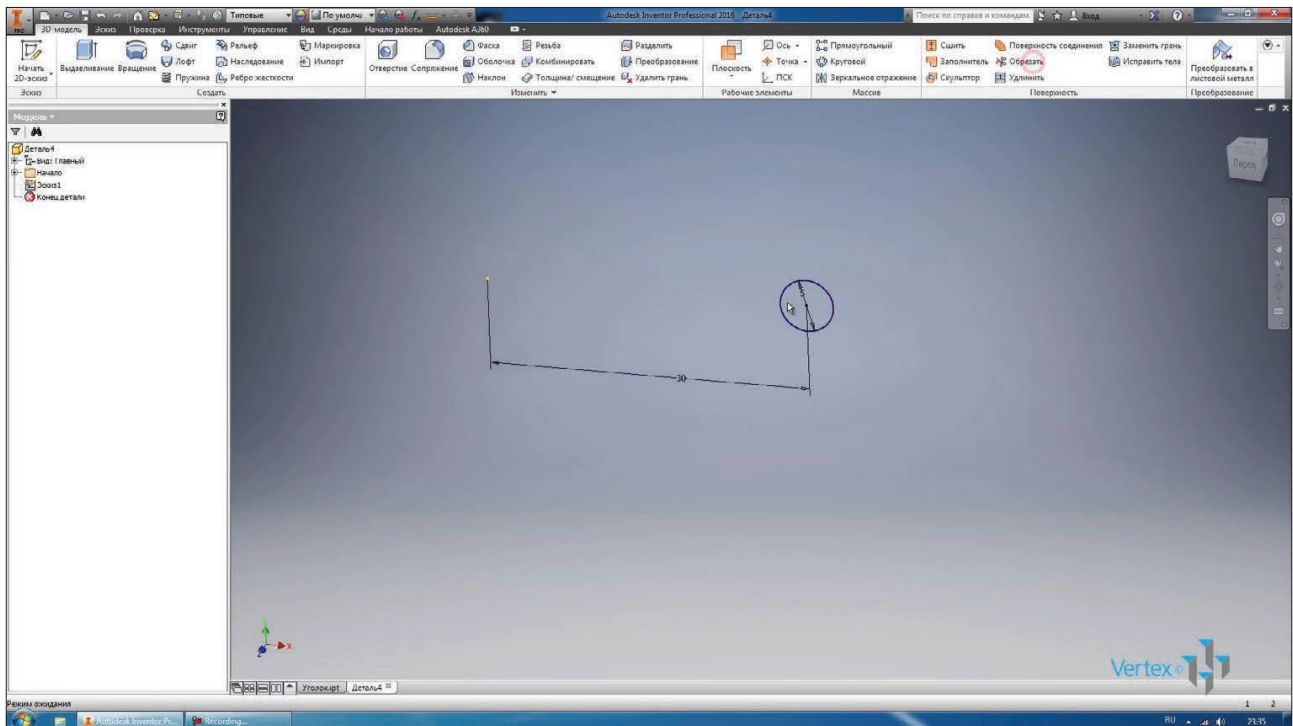 Типовые По умолч Autodesk Inventor Professional 2016 Деталь4 Поиск по справке и командам. Вход
PRO 3D-модель Эскиз Проверка Инструменты Управление Вид Среды Начало работы Autodesk A360
Начать 2D-эскиз
Выдавливание Вращение
Сдвиг Рельеф Маркировка
Лофт Наследование Импорт
Пружина Ребро жесткости
Отверстие Сопряжение
Фаска Резьба Разделить
Оболочка Комбинировать Преобразование
Наклон Толщина/ смещение Удалить грань
Плоскость
Ось
Точка
ПСК
Прямоугольный
Круговой
Зеркальное отражение
Сшить Поверхность соединения Заменить грань
Заполнитель Обрезать Исправить тела
Скульптор Удлинить
Преобразовать в листовой металл
Эскиз Создать Изменить Рабочие элементы Массив Поверхность Преобразование
Модель
Деталь4
Вид: Главный
Начало
Эскиз1
Конец детали
Перед
5
30
X
Z
Vertex
Уголок.ipt Деталь4
Режим ожидания 1 2
Autodesk Inventor Pr... Recording... RU 23:35